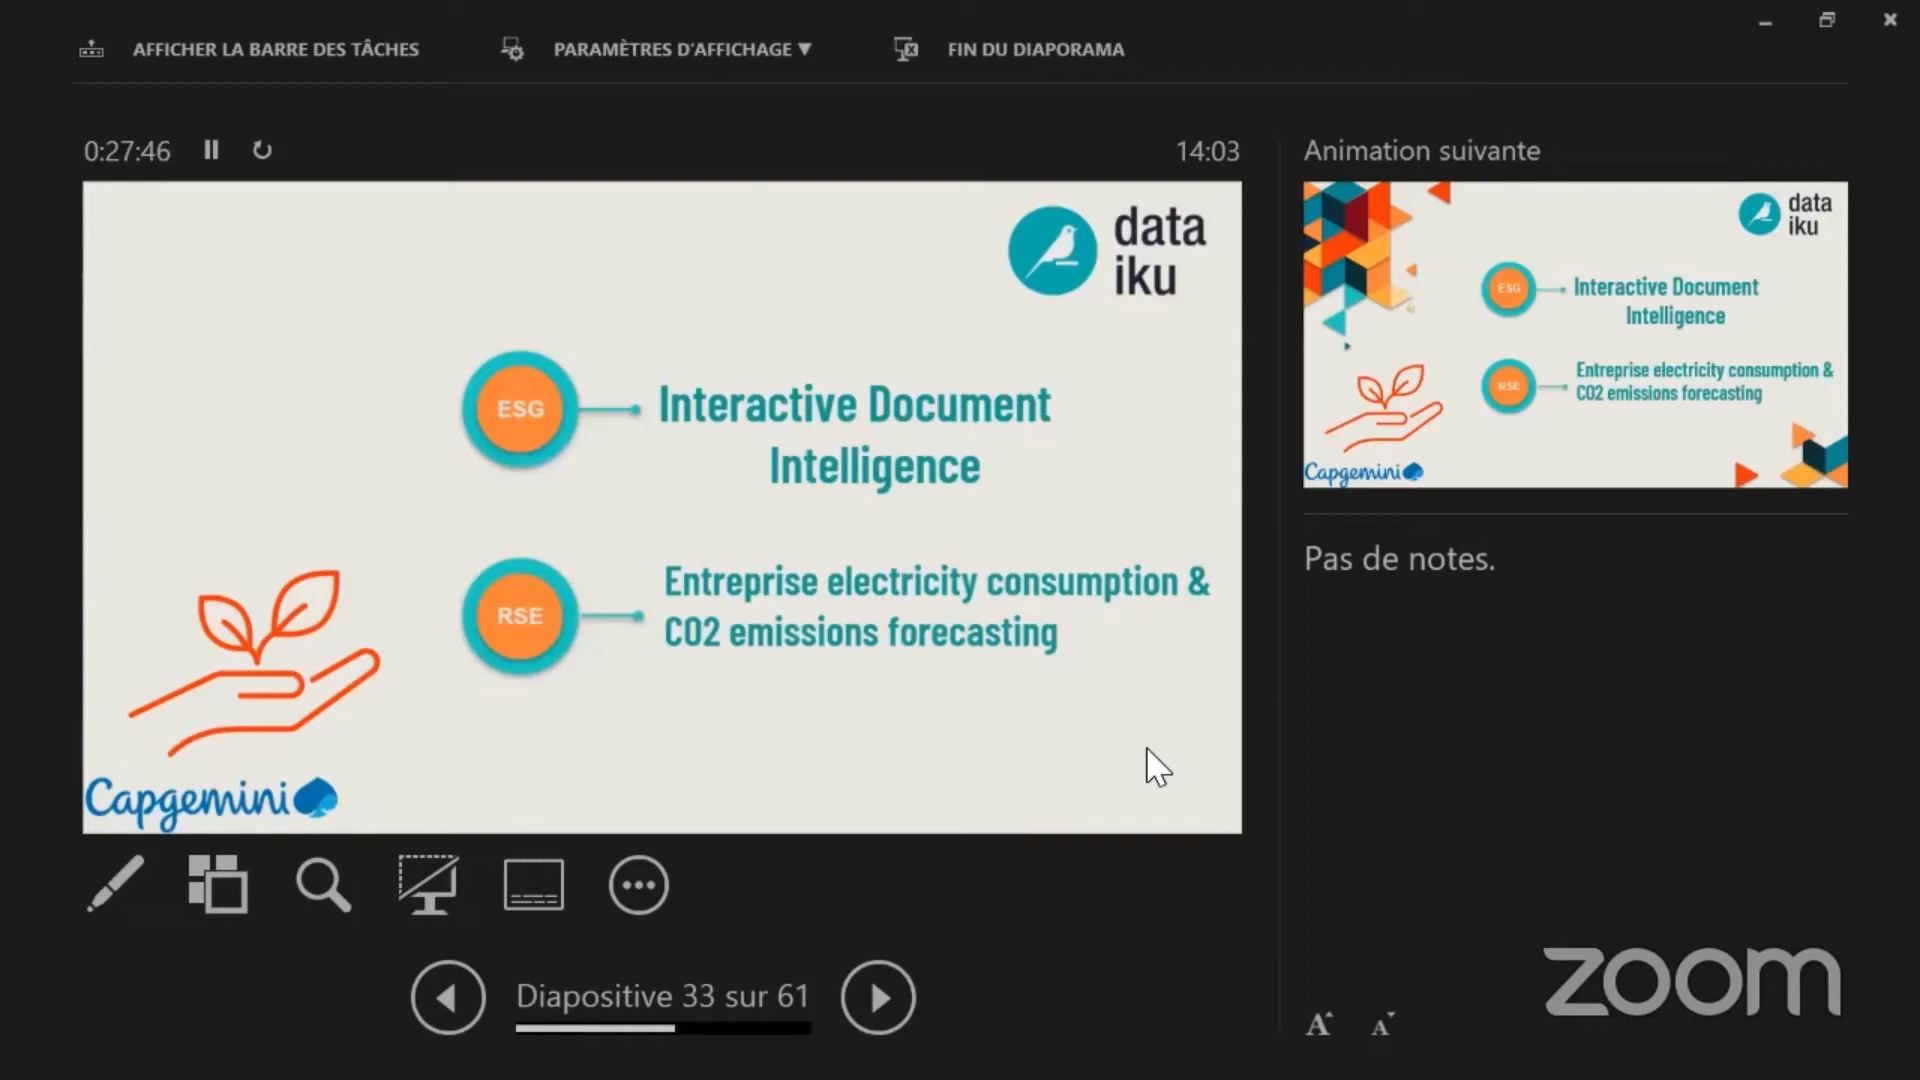 AFFICHER LA BARRE DES TÂCHES
PARAMÈTRES D'AFFICHAGE ▼
FIN DU DIAPORAMA
0:27:46
14:03
data
iku
ESG
Interactive Document
Intelligence
RSE
Entreprise electricity consumption &
CO2 emissions forecasting
Capgemini
Animation suivante
data
iku
ESG
Interactive Document
Intelligence
RSE
Entreprise electricity consumption &
CO2 emissions forecasting
Capgemini
Pas de notes.
Diapositive 33 sur 61
A
A
zoom